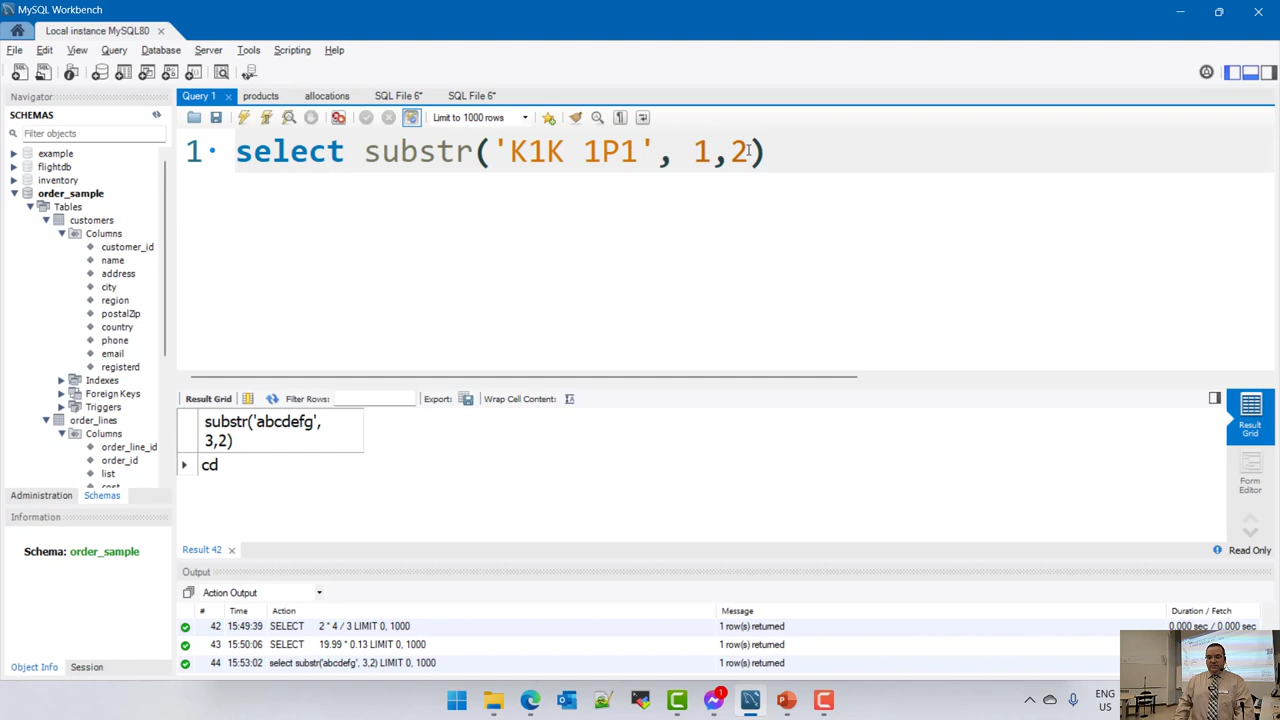 MySQL Workbench
Local instance MySQL80
File Edit View Query Database Server Tools Scripting Help
Navigator
SCHEMAS
Filter objects
example
flightdb
inventory
order_sample
Tables
customers
Columns
customer_id
name
address
city
region
postalZip
country
phone
email
registerd
Indexes
Foreign Keys
Triggers
order_lines
Columns
order_line_id
order_id
list
cost
Administration Schemas
Information
Schema: order_sample
Object Info Session
Query 1 products allocations SQL File 6* SQL File 6*
Limit to 1000 rows
1 select substr('K1K 1P1', 1,2)
Result Grid Filter Rows: Export: Wrap Cell Content:
substr('abcdefg',
3,2)
cd
Result Grid
Form Editor
Result 42
Read Only
Output
Action Output
# Time Action Message Duration / Fetch
42 15:49:39 SELECT 2 * 4 / 3 LIMIT 0, 1000 1 row(s) returned 0.000 sec / 0.000 sec
43 15:50:06 SELECT 19.99 * 0.13 LIMIT 0, 1000 1 row(s) returned
44 15:53:02 select substr('abcdefg', 3,2) LIMIT 0, 1000 1 row(s) returned
1
ENG
US